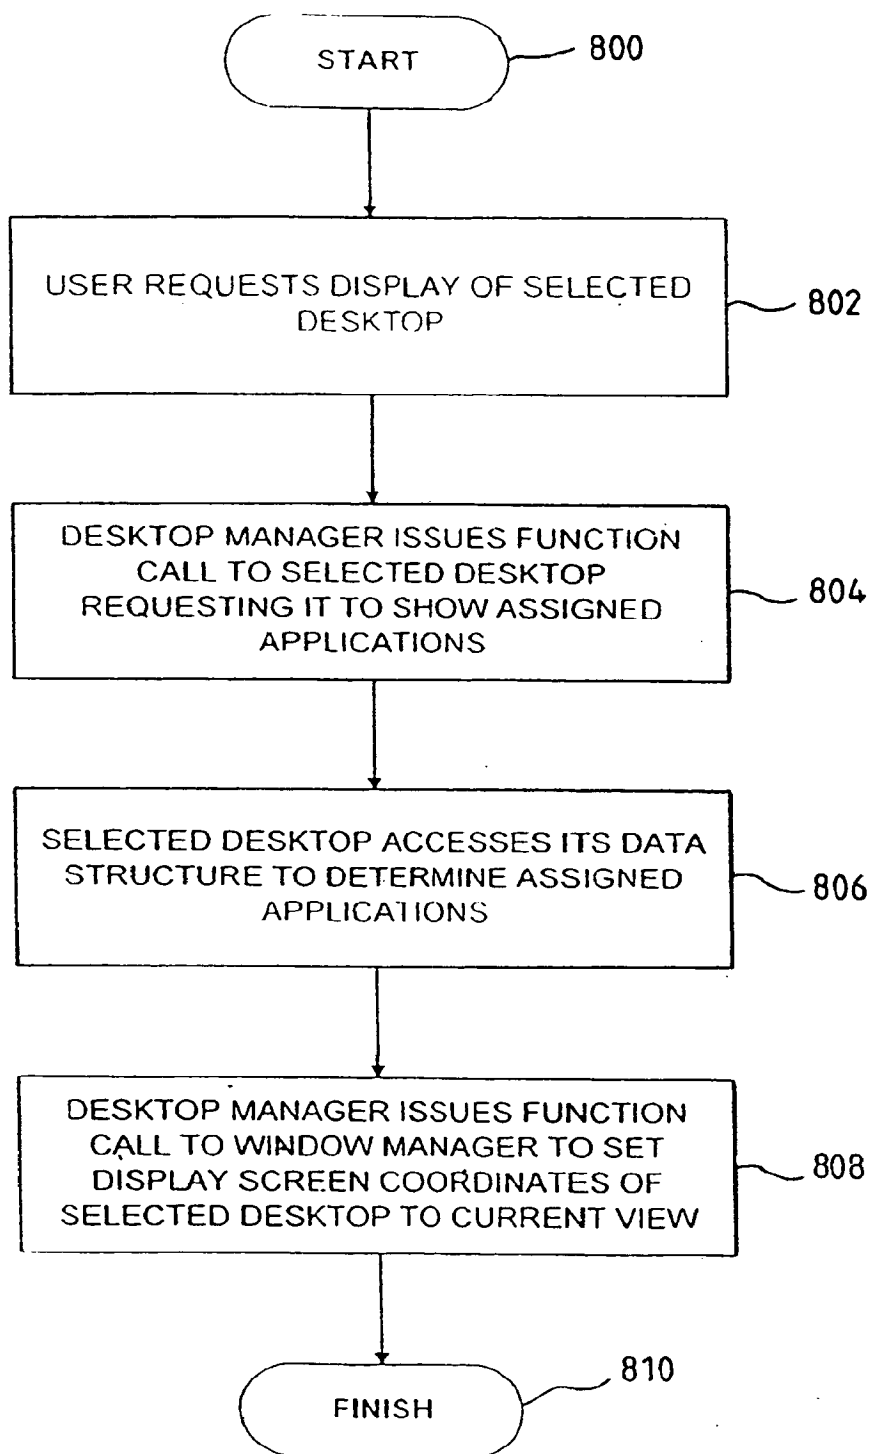 START
800
USER REQUESTS DISPLAY OF SELECTED
DESKTOP
802
DESKTOP MANAGER ISSUES FUNCTION
CALL TO SELECTED DESKTOP
REQUESTING IT TO SHOW ASSIGNED
APPLICATIONS
804
SELECTED DESKTOP ACCESSES ITS DATA
STRUCTURE TO DETERMINE ASSIGNED
APPLICATIONS
806
DESKTOP MANAGER ISSUES FUNCTION
CALL TO WINDOW MANAGER TO SET
DISPLAY SCREEN COORDINATES OF
SELECTED DESKTOP TO CURRENT VIEW
808
FINISH
810